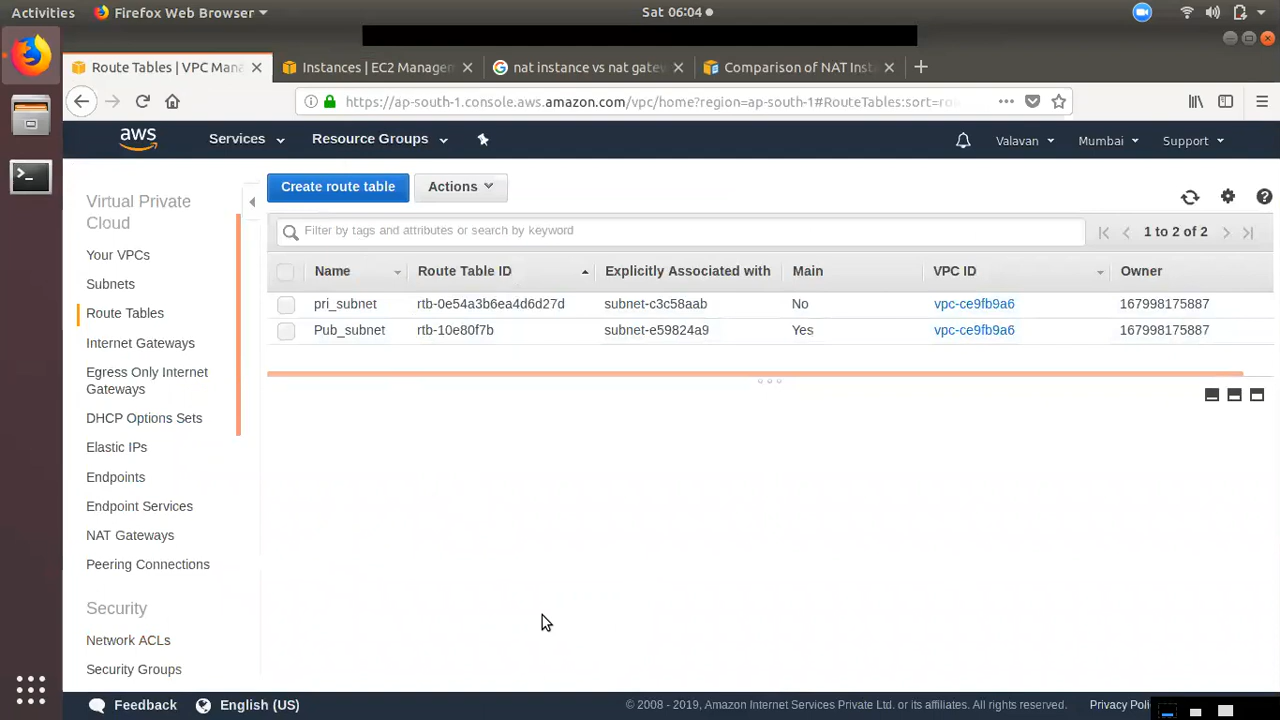 Activities Firefox Web Browser Sat 06:04
Route Tables | VPC Mana Instances | EC2 Managem nat instance vs nat gatew Comparison of NAT Inst
https://ap-south-1.console.aws.amazon.com/vpc/home?region=ap-south-1#RouteTables:sort=ro
aws Services Resource Groups Valavan Mumbai Support
Virtual Private
Cloud
Your VPCs
Subnets
Route Tables
Internet Gateways
Egress Only Internet
Gateways
DHCP Options Sets
Elastic IPs
Endpoints
Endpoint Services
NAT Gateways
Peering Connections
Security
Network ACLs
Security Groups
Create route table Actions
Filter by tags and attributes or search by keyword 1 to 2 of 2
Name Route Table ID Explicitly Associated with Main VPC ID Owner
pri_subnet rtb-0e54a3b6ea4d6d27d subnet-c3c58aab No vpc-ce9fb9a6 167998175887
Pub_subnet rtb-10e80f7b subnet-e59824a9 Yes vpc-ce9fb9a6 167998175887
Feedback English (US) © 2008 - 2019, Amazon Internet Services Private Ltd. or its affiliates. All rights reserved. Privacy Poli